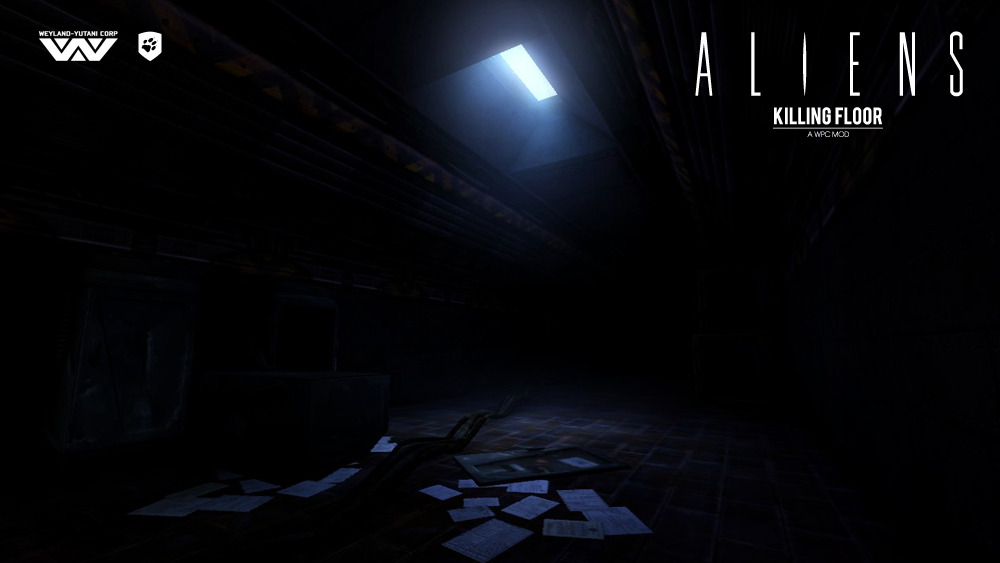 WEYLAND-YUTANI CORP
ALIENS
KILLING FLOOR
A WPC MOD